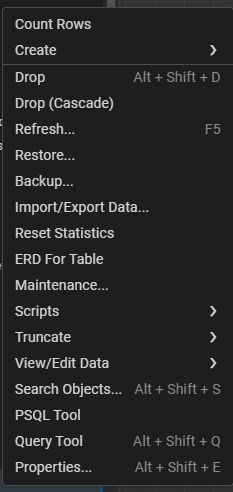 Count Rows
Create
Drop Alt + Shift + D
Drop (Cascade)
Refresh... F5
Restore...
Backup...
Import/Export Data...
Reset Statistics
ERD For Table
Maintenance...
Scripts
Truncate
View/Edit Data
Search Objects... Alt + Shift + S
PSQL Tool
Query Tool Alt + Shift + Q
Properties... Alt + Shift + E